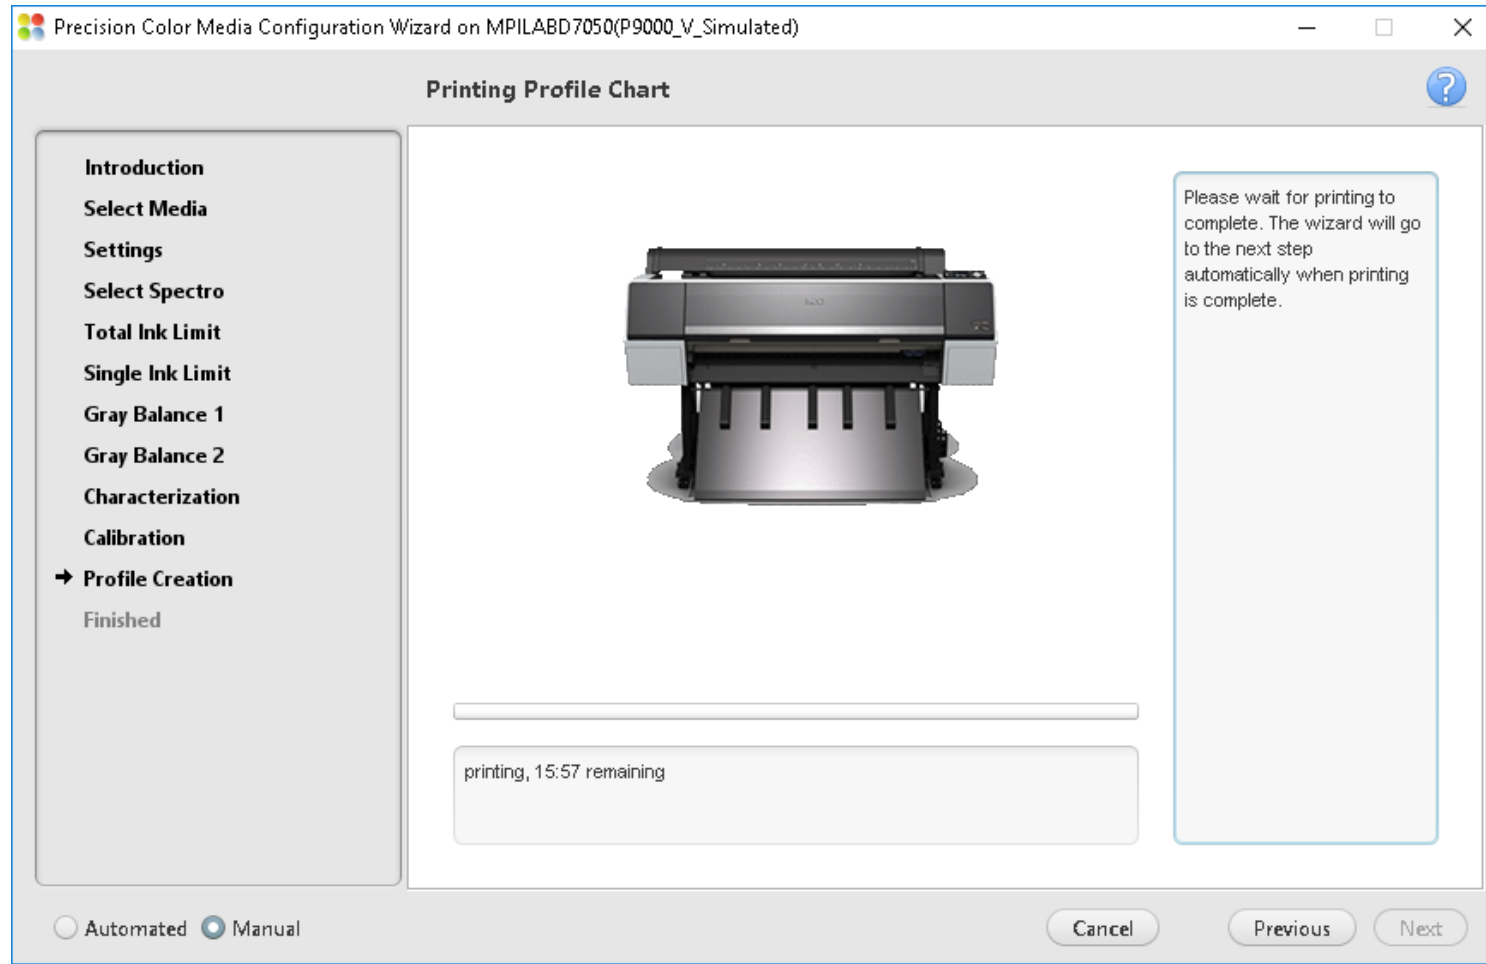 Precision Color Media Configuration Wizard on MPILABD7050(P9000_V_Simulated)
Printing Profile Chart
?
Introduction
Select Media
Settings
Select Spectro
Total Ink Limit
Single Ink Limit
Gray Balance 1
Gray Balance 2
Characterization
Calibration
Profile Creation
Finished
Please wait for printing to
complete. The wizard will go
to the next step
automatically when printing
is complete.
printing, 15:57 remaining
Automated Manual
Cancel Previous Next